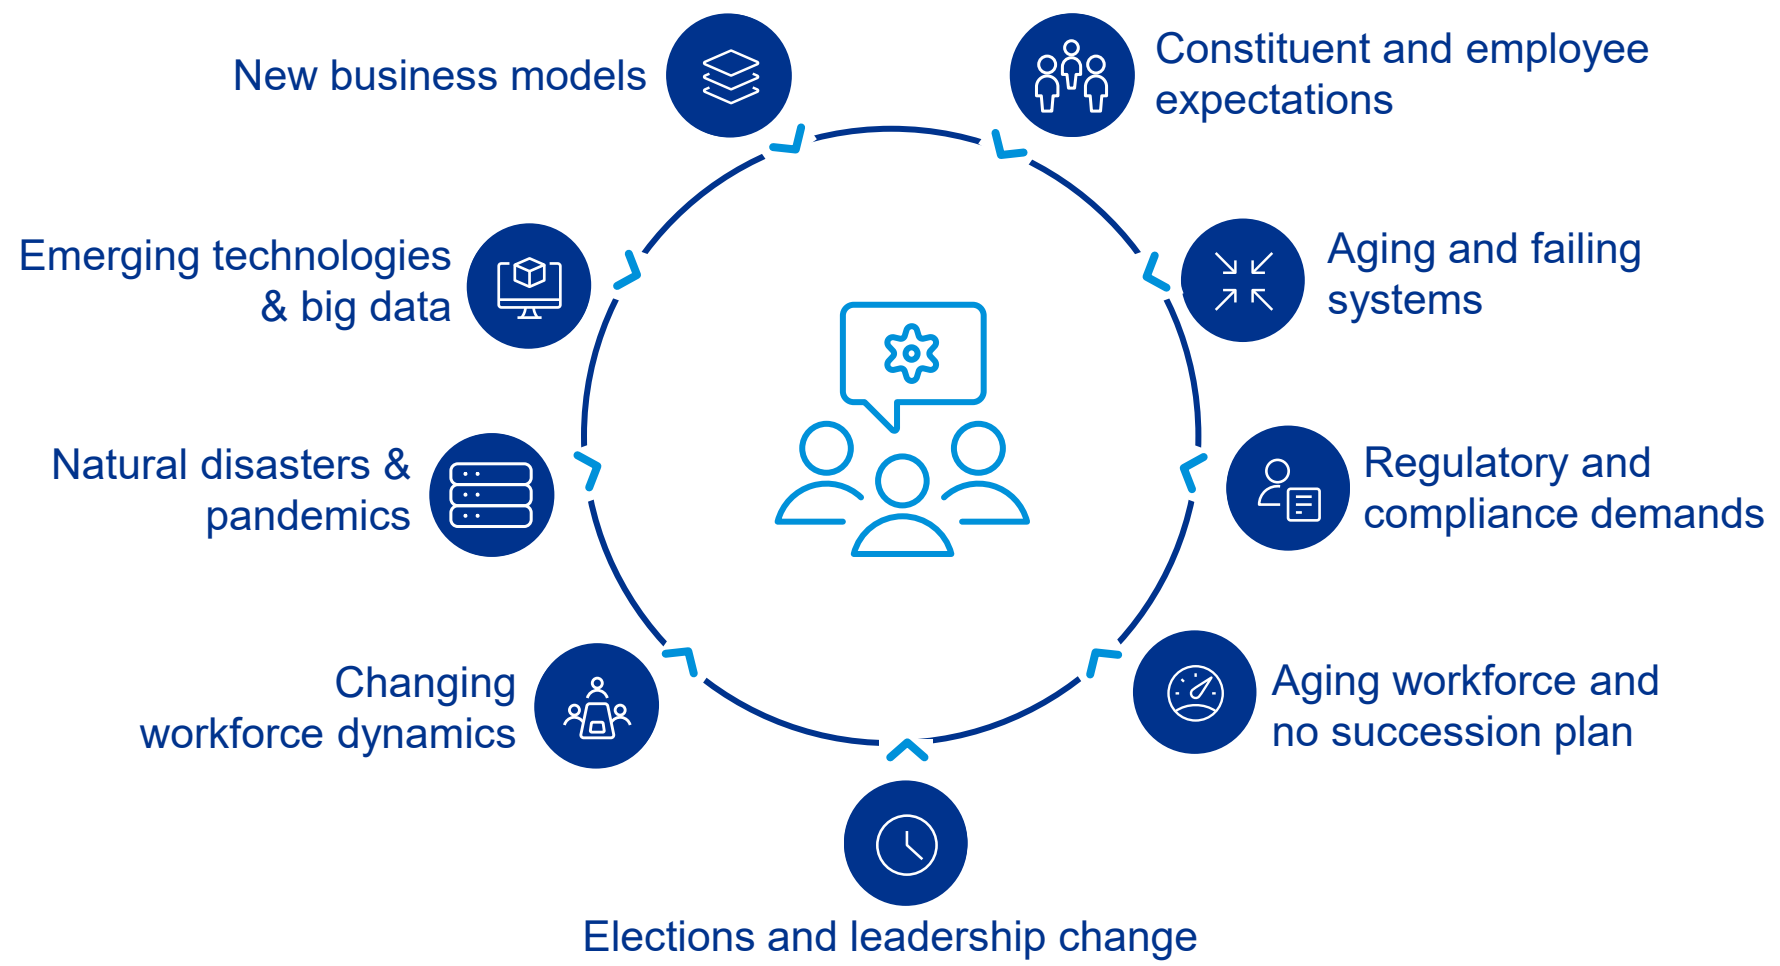 New business models
Constituent and employee
expectations
Emerging technologies
& big data
Aging and failing
systems
Natural disasters &
pandemics
Regulatory and
compliance demands
Changing
workforce dynamics
Aging workforce and
no succession plan
Elections and leadership change